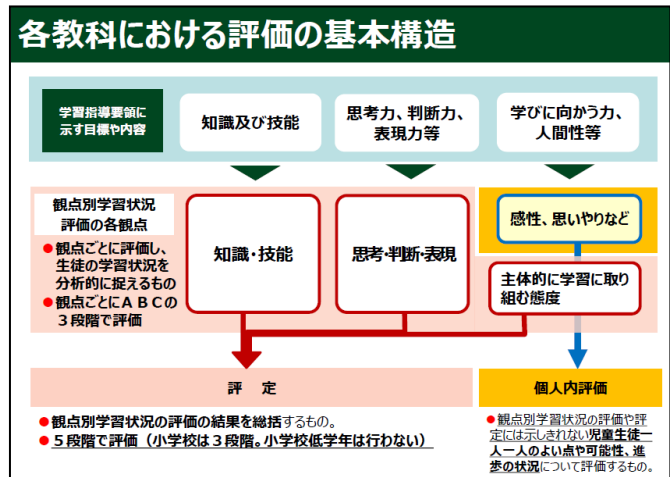 各教科における評価の基本構造
学習指導要領に
示す目標や内容
知識及び技能
思考力、判断力、
表現力等
学びに向かう力、
人間性等
観点別学習状況
評価の各観点
●観点ごとに評価し、
生徒の学習状況を
分析的に捉えるもの
●観点ごとにＡＢＣの
３段階で評価
知識・技能
思考・判断・表現
感性、思いやりなど
主体的に学習に取り
組む態度
評 定
●観点別学習状況の評価の結果を総括するもの。
●５段階で評価（小学校は３段階。小学校低学年は行わない）
個人内評価
●観点別学習状況の評価や評
定には示しきれない児童生徒一
人一人のよい点や可能性、進
歩の状況について評価するもの。